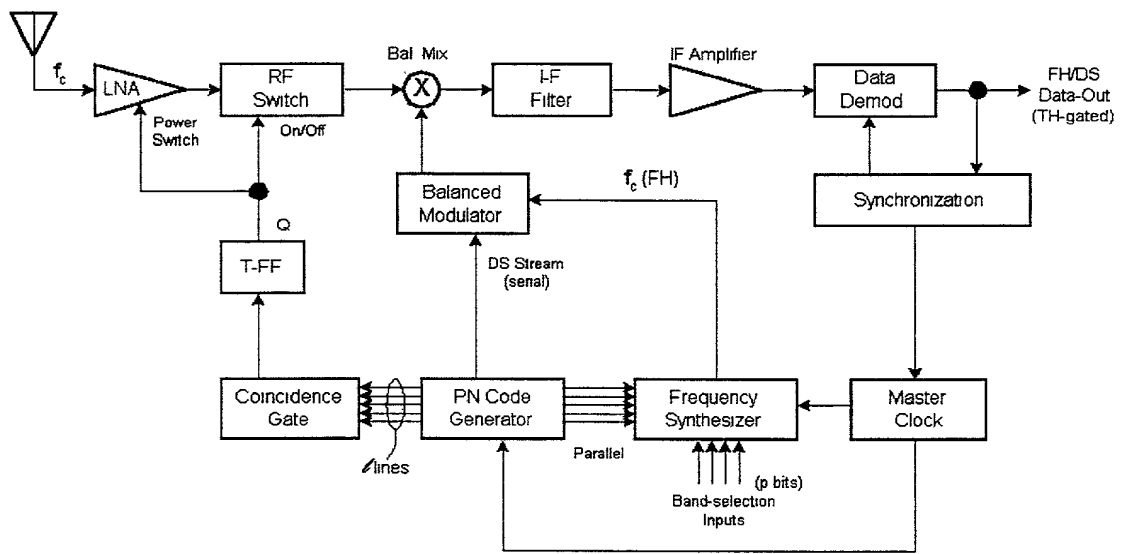 fc
LNA
Power
Switch
RF
Switch
On/Off
Bal Mix
X
I-F
Filter
IF Amplifier
Data
Demod
FH/DS
Data-Out
(TH-gated)
Balanced
Modulator
fc (FH)
Synchronization
Q
T-FF
DS Stream
(serial)
Coincidence
Gate
PN Code
Generator
Frequency
Synthesizer
Master
Clock
ℓ lines
Parallel
(p bits)
Band-selection
Inputs